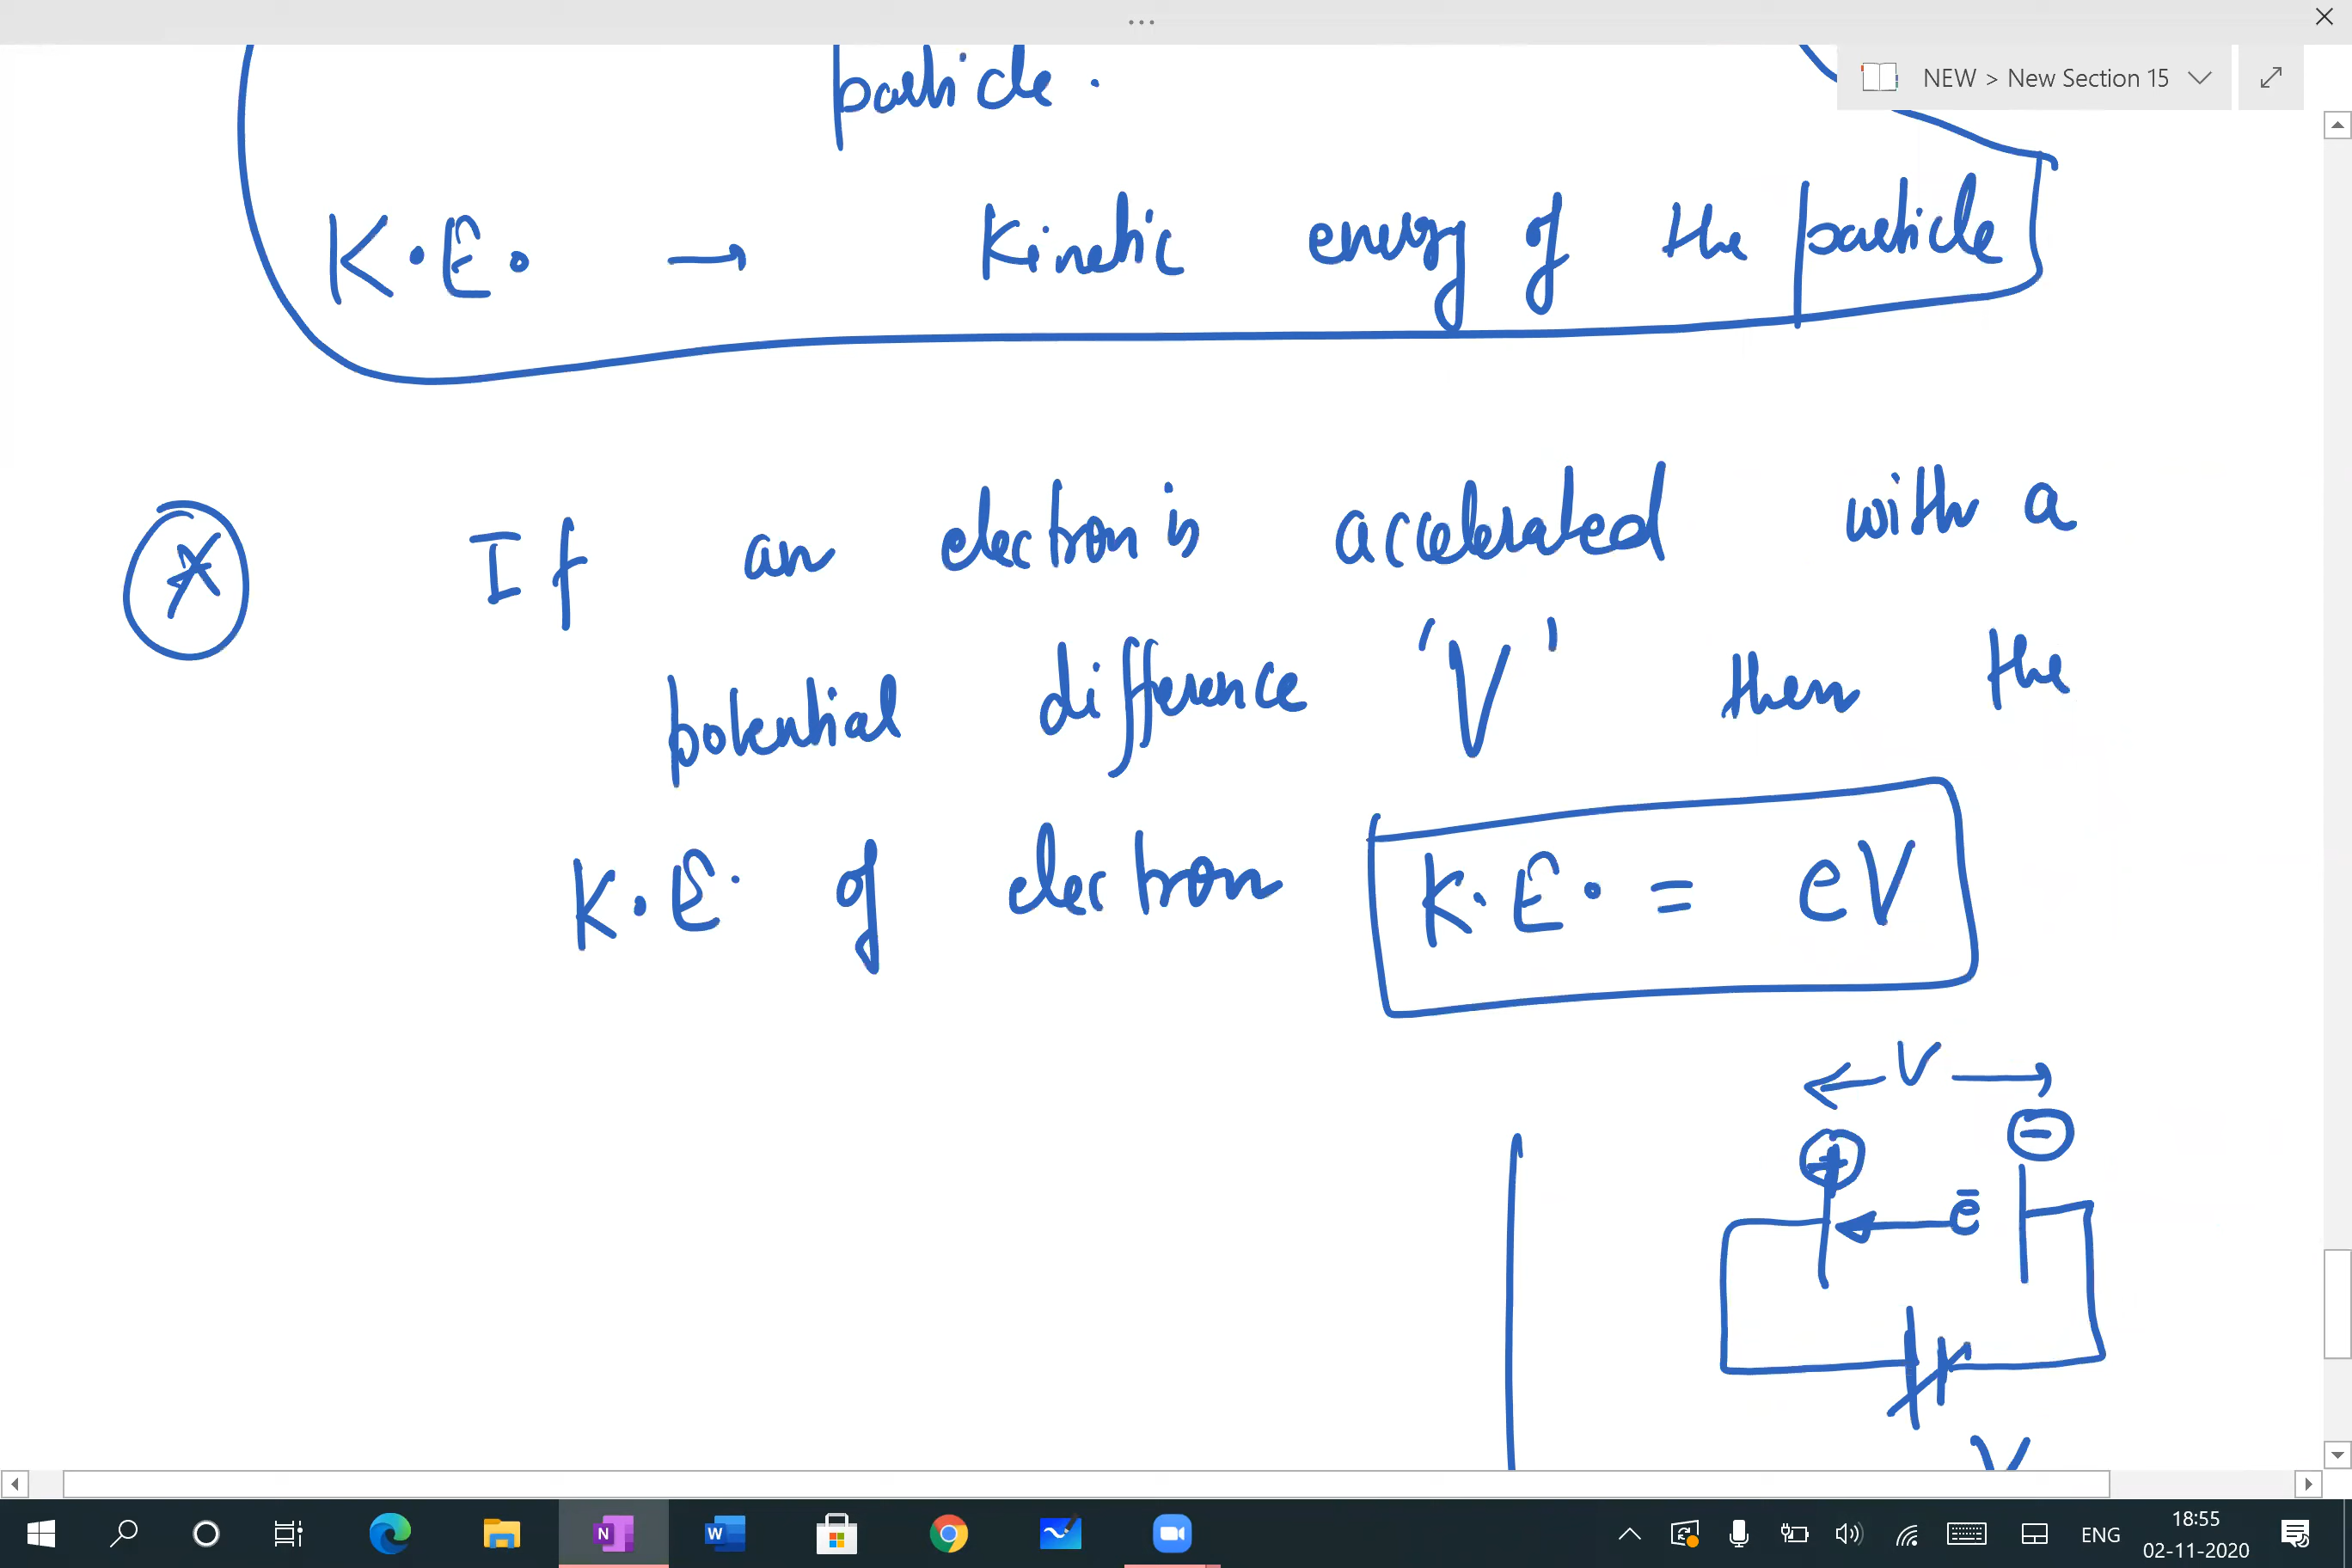 NEW > New Section 15
particle.
K.E. → Kinetic energy of the particle
If an electron is accelerated with a
potential difference 'V' then the
K.E. of electron K.E. = eV
← V →
+ −
e̅
V
ENG
18:55
02-11-2020